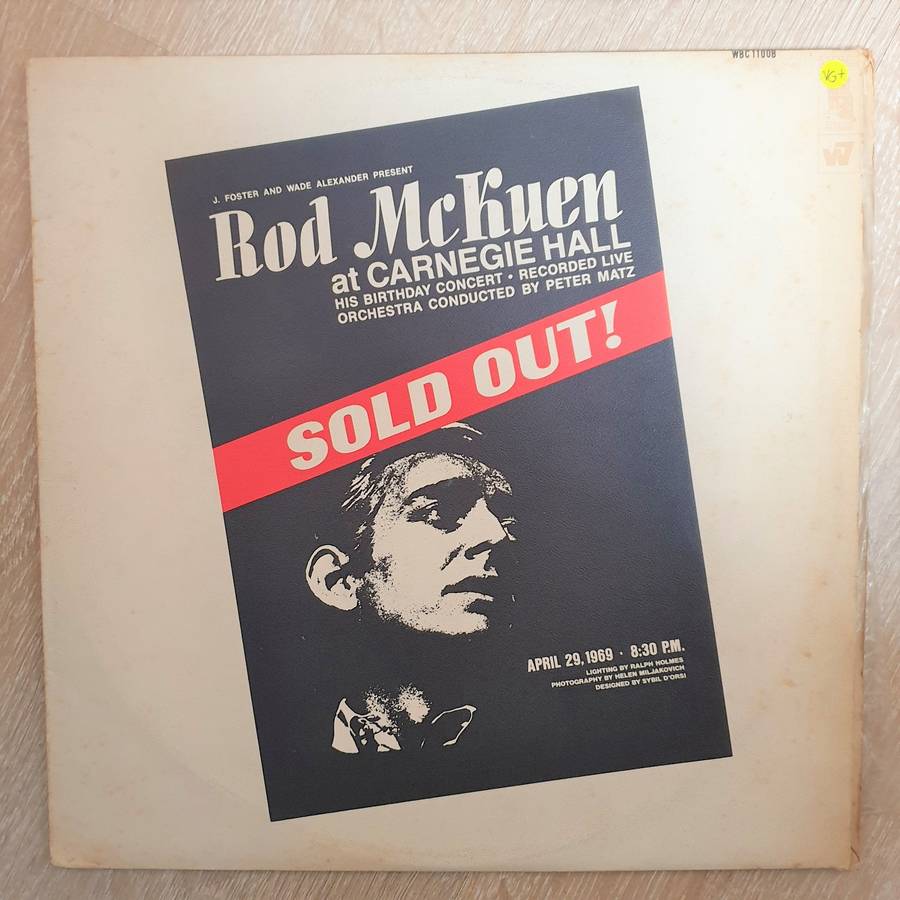 WBC 11008
VG+
W7
J. FOSTER AND WADE ALEXANDER PRESENT
Rod McKuen
at CARNEGIE HALL
HIS BIRTHDAY CONCERT • RECORDED LIVE
ORCHESTRA CONDUCTED BY PETER MATZ
SOLD OUT!
APRIL 29, 1969 · 8:30 P.M.
LIGHTING BY RALPH HOLMES
PHOTOGRAPHY BY HELEN MILJAKOVICH
DESIGNED BY SYBIL D'ORSI